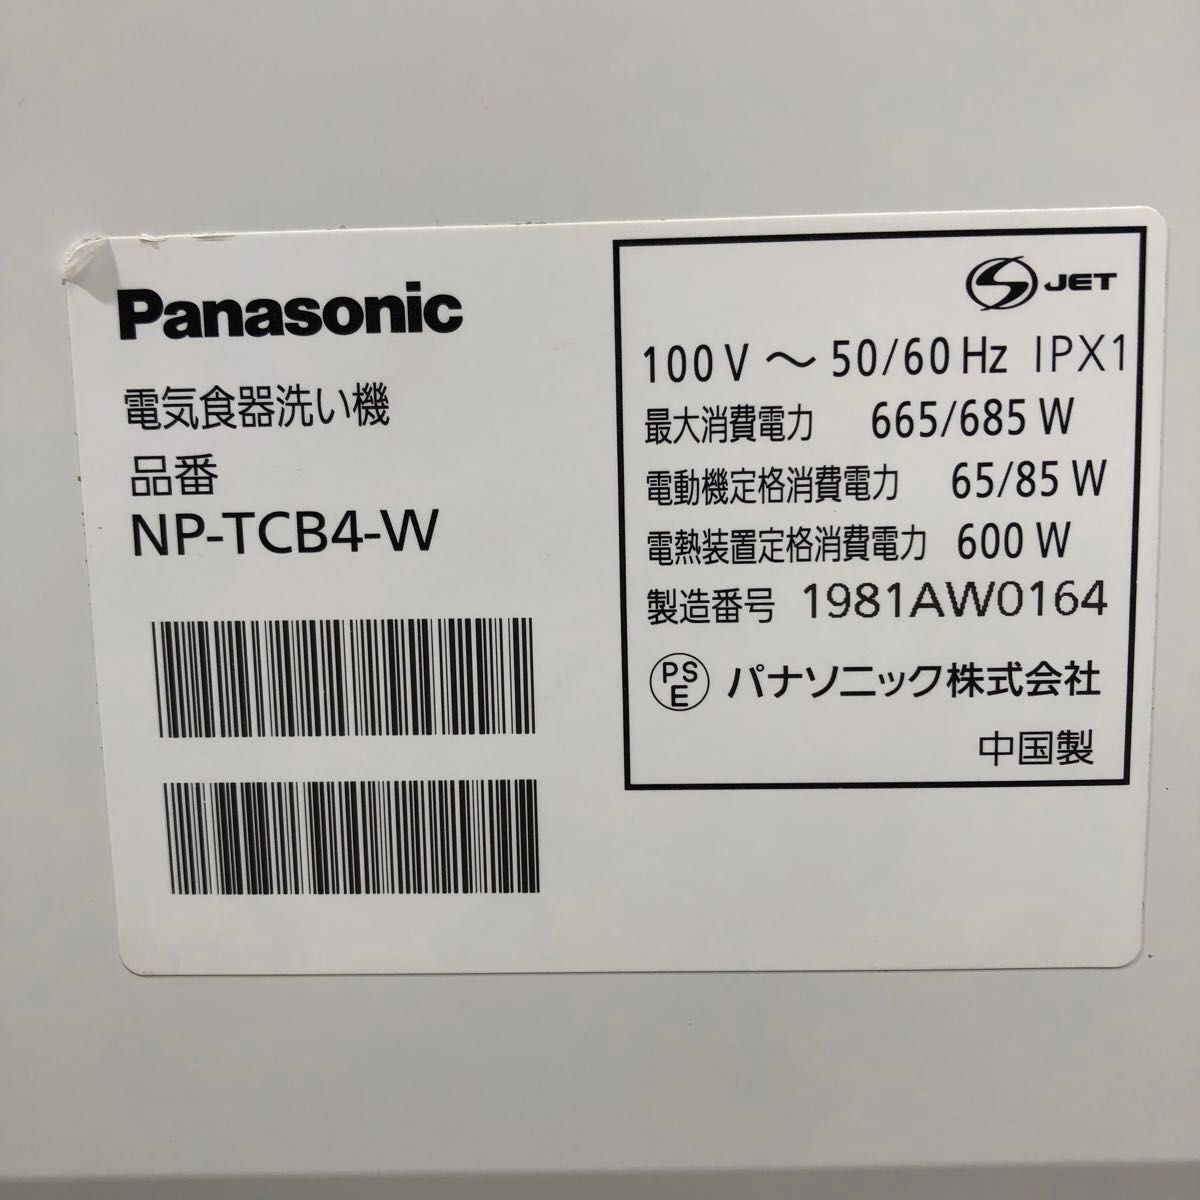 Panasonic
電気食器洗い機
品番
NP-TCB4-W
S JET
100V～50/60Hz IPX1
最大消費電力 665/685W
電動機定格消費電力 65/85W
電熱装置定格消費電力 600W
製造番号 1981AW0164
PSE パナソニック株式会社
中国製